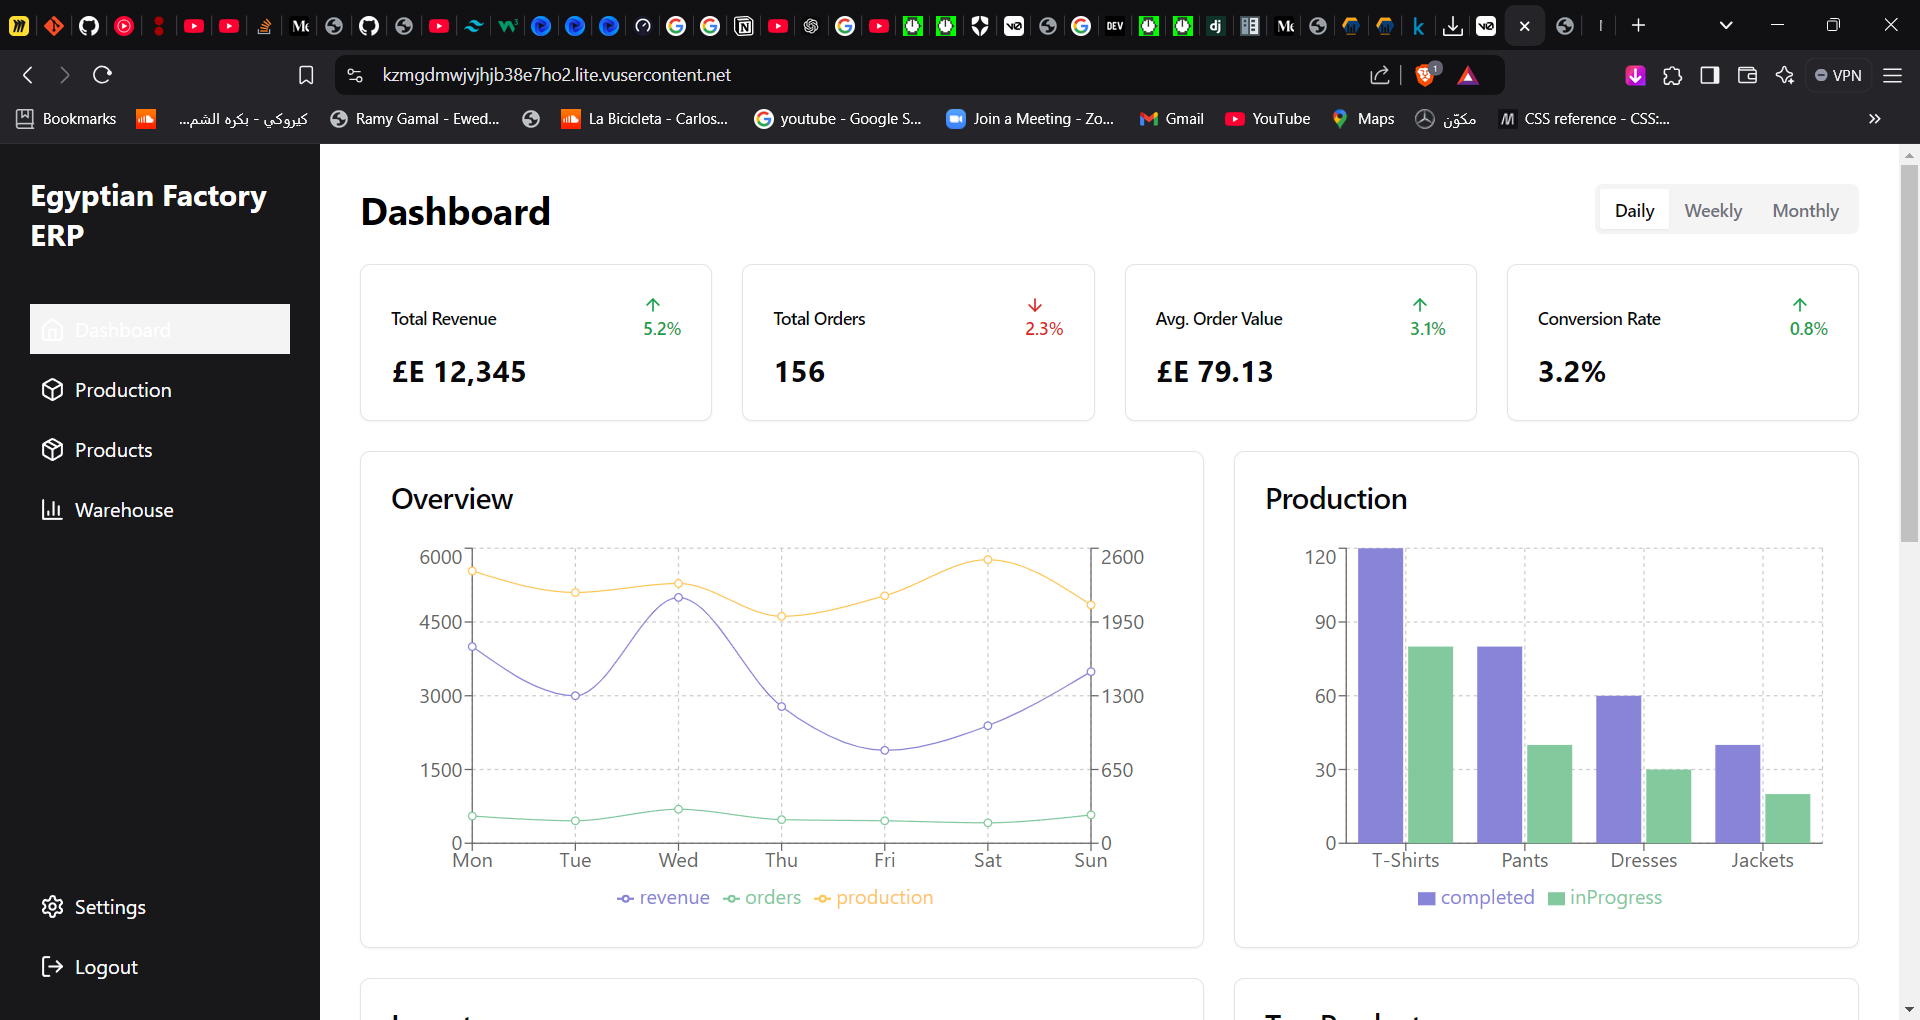 kzmgdmwjvjhjb38e7ho2.lite.vusercontent.net
1
VPN
Bookmarks
كيروكي - بكره الشم...
Ramy Gamal - Ewed...
La Bicicleta - Carlos...
youtube - Google S...
Join a Meeting - Zo...
Gmail
YouTube
Maps
مكوّن
CSS reference - CSS:...
Egyptian Factory
ERP
Dashboard
Production
Products
Warehouse
Settings
Logout
Dashboard
Daily Weekly Monthly
Total Revenue
5.2%
£E 12,345
Total Orders
2.3%
156
Avg. Order Value
3.1%
£E 79.13
Conversion Rate
0.8%
3.2%
Overview
6000
4500
3000
1500
0
2600
1950
1300
650
0
Mon Tue Wed Thu Fri Sat Sun
revenue orders production
Production
120
90
60
30
0
T-Shirts Pants Dresses Jackets
completed inProgress